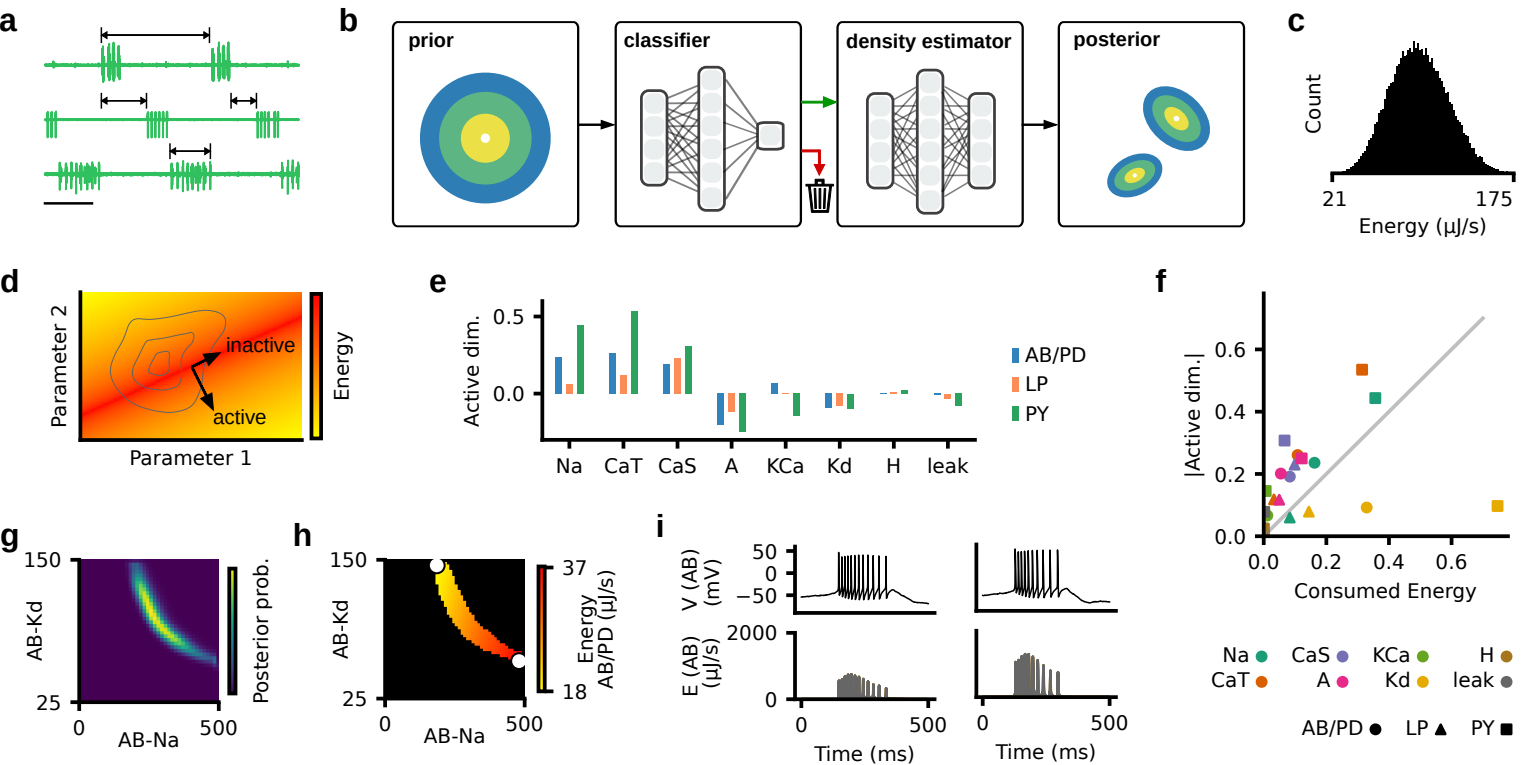 a
b
prior
classifier
density estimator
posterior
c
Count
21
175
Energy (μJ/s)
d
Parameter 2
inactive
active
Parameter 1
Energy
e
Active dim.
0.5
0.0
Na
CaT
CaS
A
KCa
Kd
H
leak
AB/PD
LP
PY
f
|Active dim.|
0.6
0.4
0.2
0.0
0.0
0.2
0.4
0.6
Consumed Energy
Na
CaS
KCa
H
CaT
A
Kd
leak
AB/PD
LP
PY
g
150
AB-Kd
25
0
500
AB-Na
Posterior prob.
h
150
AB-Kd
25
0
500
AB-Na
37
18
Energy
AB/PD (μJ/s)
i
V (AB)
(mV)
50
0
−50
E (AB)
(μJ/s)
2000
0
0
500
Time (ms)
0
500
Time (ms)